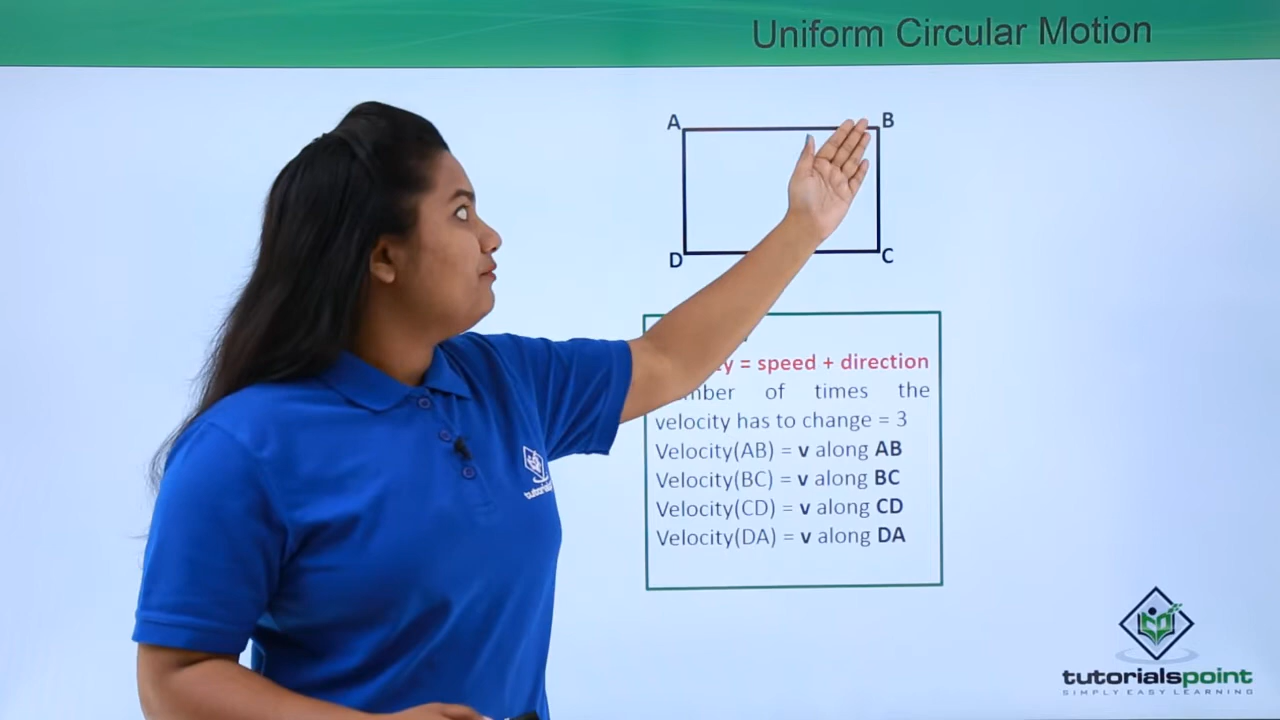 Uniform Circular Motion
A
B
D
C
= speed + direction
of times the
velocity has to change = 3
Velocity(AB) = v along AB
Velocity(BC) = v along BC
Velocity(CD) = v along CD
Velocity(DA) = v along DA
tutorialspoint
SIMPLY EASY LEARNING